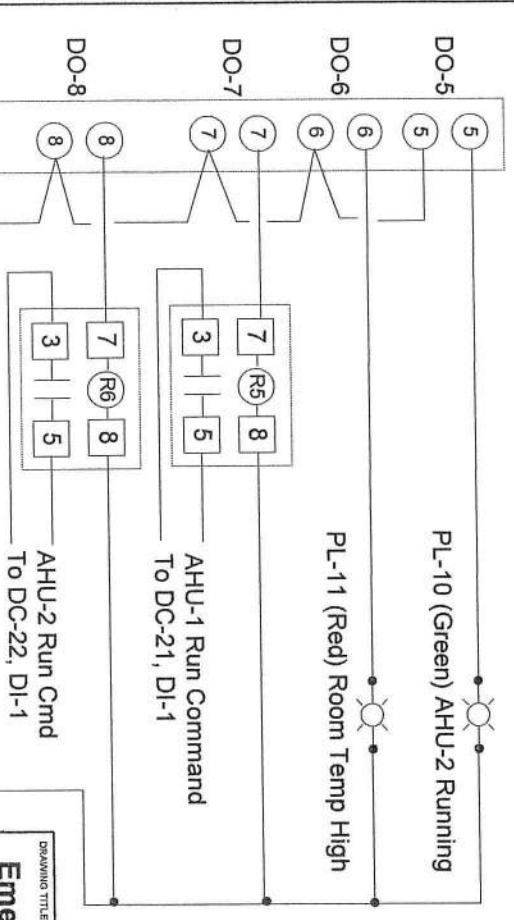 DO-5
5
5
PL-10 (Green) AHU-2 Running
DO-6
6
6
PL-11 (Red) Room Temp High
DO-7
7
7
7 R5 8
3 5
AHU-1 Run Command
To DC-21, DI-1
DO-8
8
8
7 R6 8
3 5
AHU-2 Run Cmd
To DC-22, DI-1
DRAWING TITLE